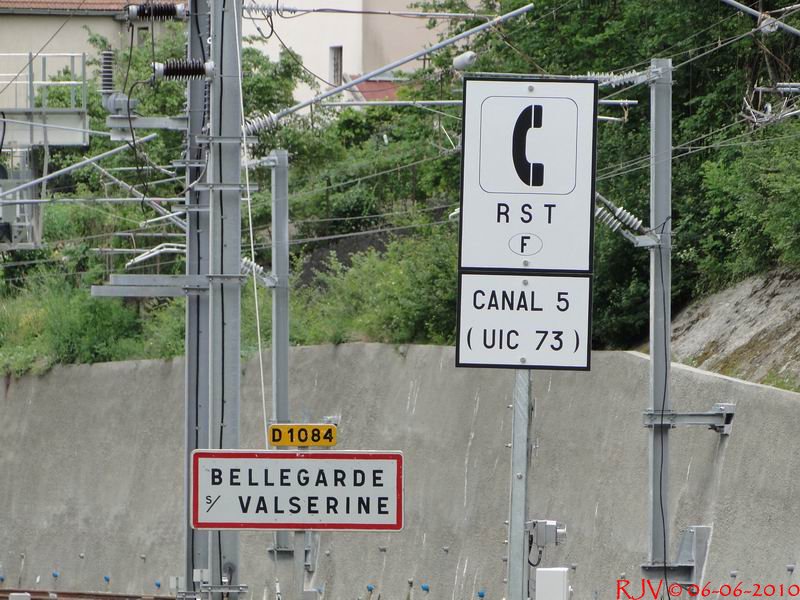 RST
F
CANAL 5
(UIC 73)
D1084
BELLEGARDE
s/ VALSERINE
RJV © 06-06-2010